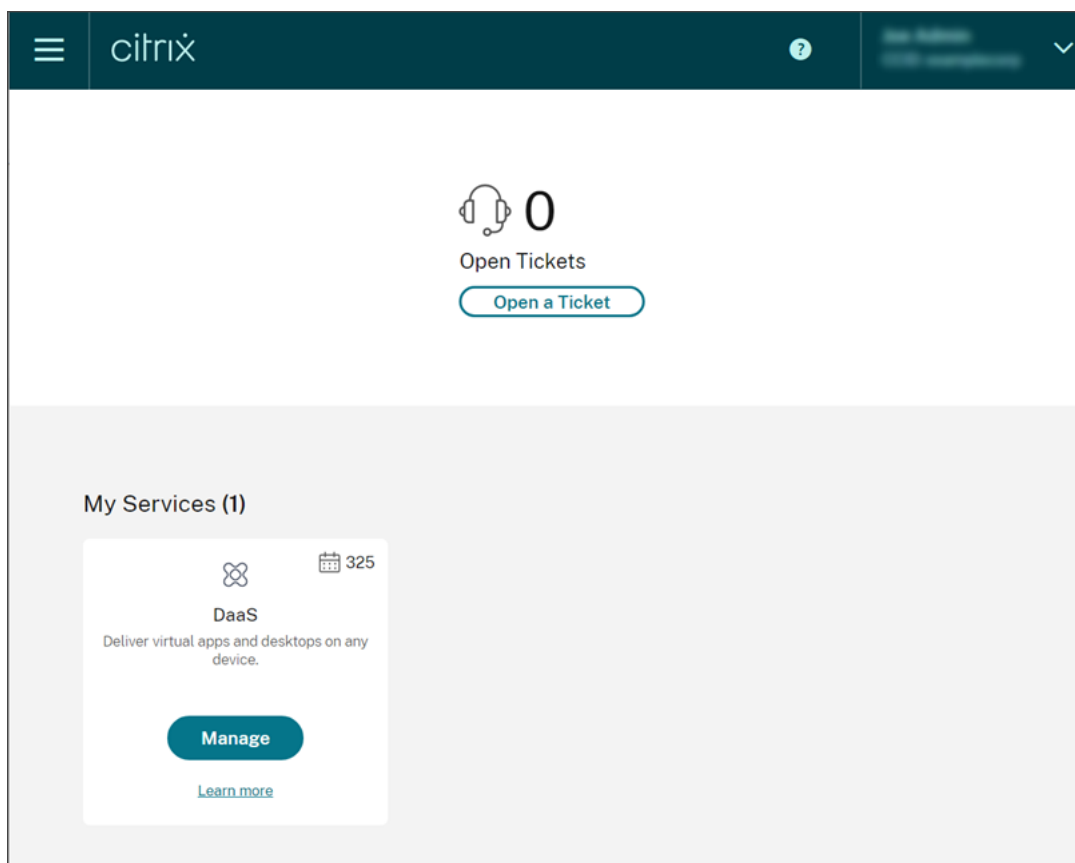 citrix
?
0
Open Tickets
Open a Ticket
My Services (1)
325
DaaS
Deliver virtual apps and desktops on any
device.
Manage
Learn more